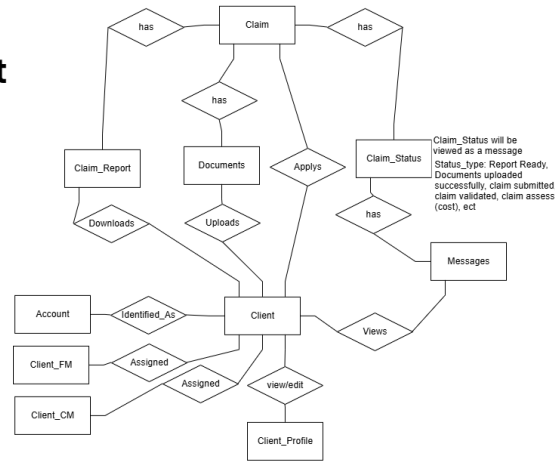 has
Claim
has
t
has
Claim_Status will be
viewed as a message
Status_type: Report Ready,
Documents uploaded
successfully, claim submitted
claim validated, claim assess
(cost), ect
Claim_Report
Documents
Applys
Claim_Status
Downloads
Uploads
has
Messages
Account
Identified_As
Client
Views
Client_FM
Assigned
Assigned
view/edit
Client_CM
Client_Profile